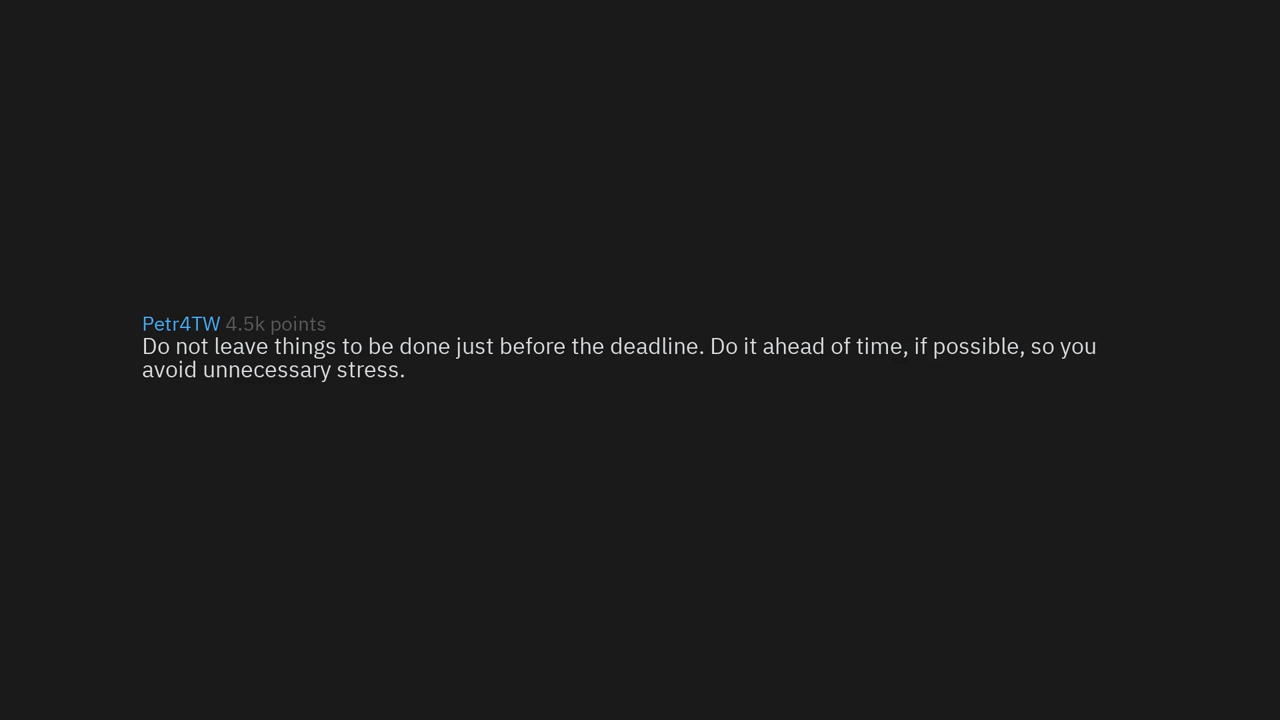 Petr4TW 4.5k points
Do not leave things to be done just before the deadline. Do it ahead of time, if possible, so you
avoid unnecessary stress.